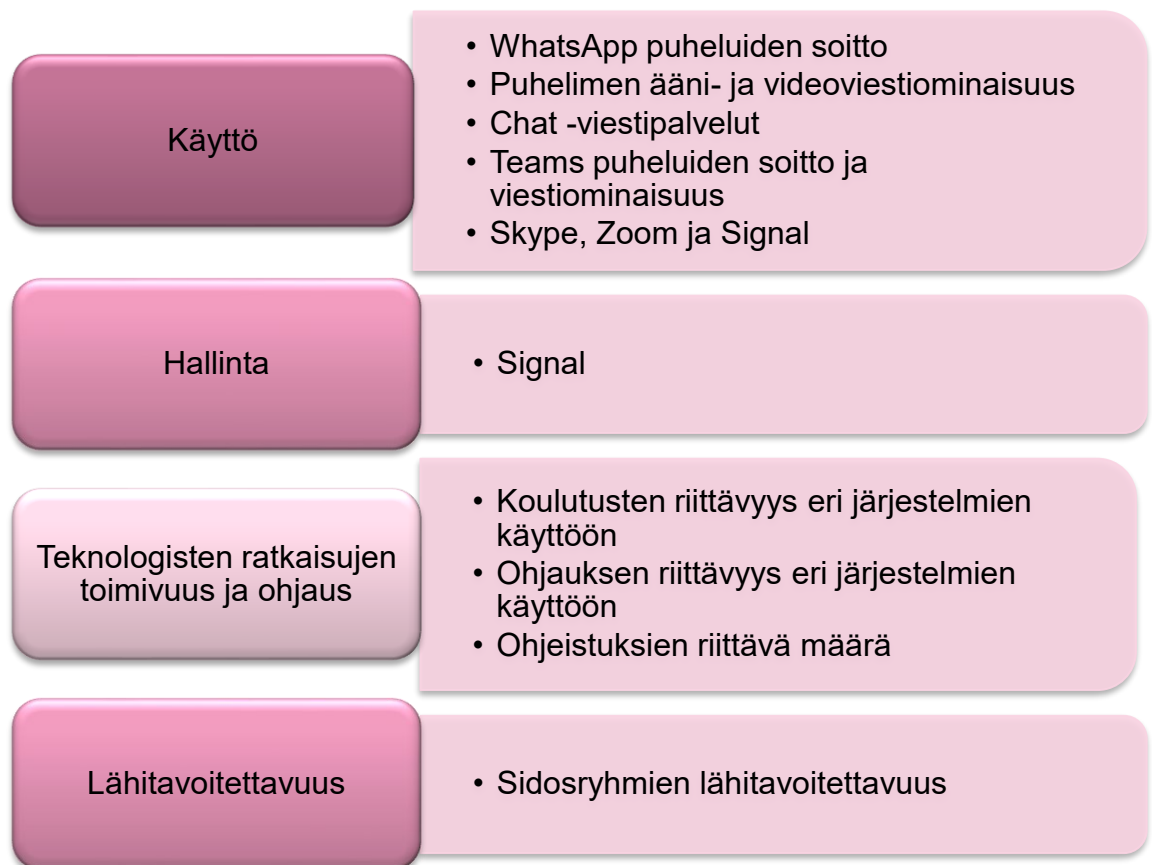 Käyttö
• WhatsApp puheluiden soitto
• Puhelimen ääni- ja videoviestiominaisuus
• Chat -viestipalvelut
• Teams puheluiden soitto ja
viestiominaisuus
• Skype, Zoom ja Signal
Hallinta
• Signal
Teknologisten ratkaisujen
toimivuus ja ohjaus
• Koulutusten riittävyys eri järjestelmien
käyttöön
• Ohjauksen riittävyys eri järjestelmien
käyttöön
• Ohjeistuksien riittävä määrä
Lähitavoitettavuus
• Sidosryhmien lähitavoitettavuus